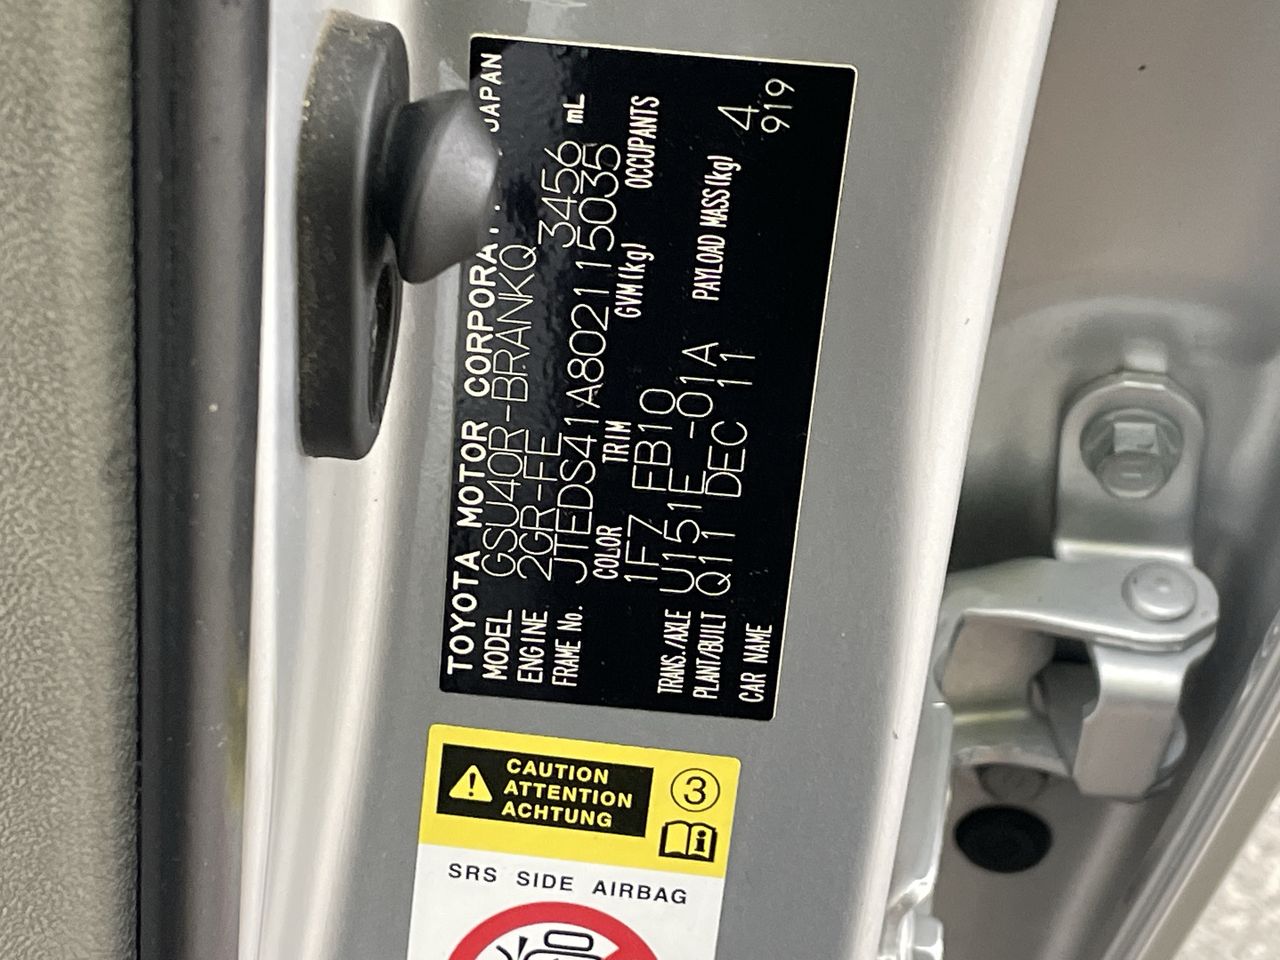 TOYOTA MOTOR CORPORAT JAPAN
MODEL GSU40R-BRANKQ
ENGINE 2GR-FE 3456 mL
FRAME No. JTEDS41A802115035
COLOR TRIM GVM(kg) OCCUPANTS
1F7 FB10
TRANS./AXLE U151E -01A PAYLOAD MASS(kg) 4
PLANT/BUILT Q11 DEC 11 919
CAR NAME
CAUTION
ATTENTION
ACHTUNG
3
SRS SIDE AIRBAG